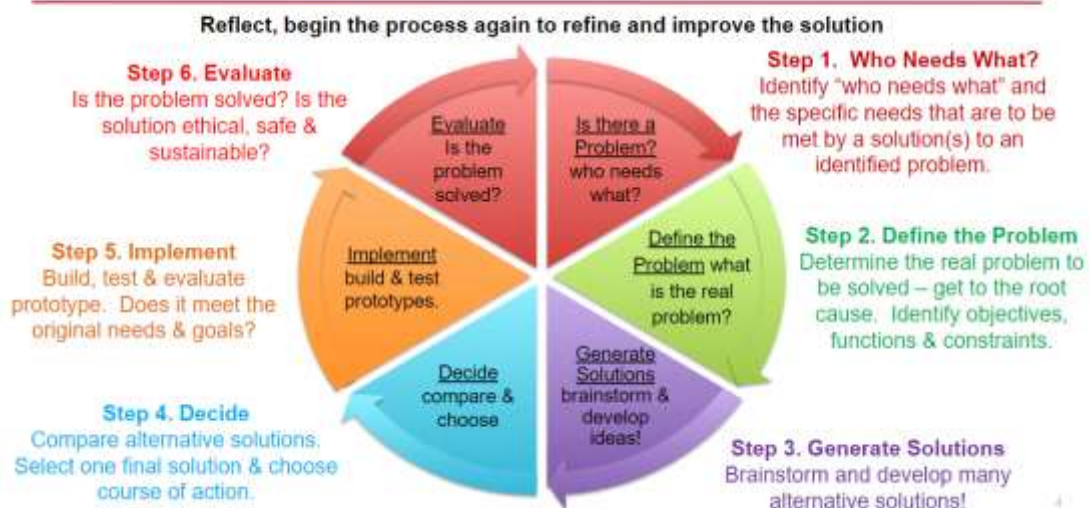 Reflect, begin the process again to refine and improve the solution
Step 1. Who Needs What?
Identify “who needs what” and
the specific needs that are to be
met by a solution(s) to an
identified problem.
Step 2. Define the Problem
Determine the real problem to
be solved – get to the root
cause. Identify objectives,
functions & constraints.
Step 3. Generate Solutions
Brainstorm and develop many
alternative solutions!
Step 4. Decide
Compare alternative solutions.
Select one final solution & choose
course of action.
Step 5. Implement
Build, test & evaluate
prototype. Does it meet the
original needs & goals?
Step 6. Evaluate
Is the problem solved? Is the
solution ethical, safe &
sustainable?
Is there a
Problem?
who needs
what?
Define the
Problem what
is the real
problem?
Generate
Solutions
brainstorm &
develop
ideas!
Decide
compare &
choose
Implement
build & test
prototypes.
Evaluate
Is the
problem
solved?
4